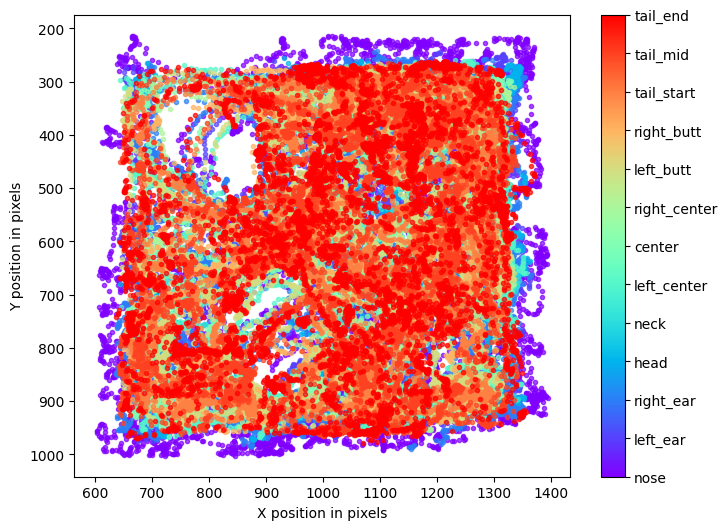 200
300
400
500
600
700
800
900
1000
Y position in pixels
600 700 800 900 1000 1100 1200 1300 1400
X position in pixels
tail_end
tail_mid
tail_start
right_butt
left_butt
right_center
center
left_center
neck
head
right_ear
left_ear
nose